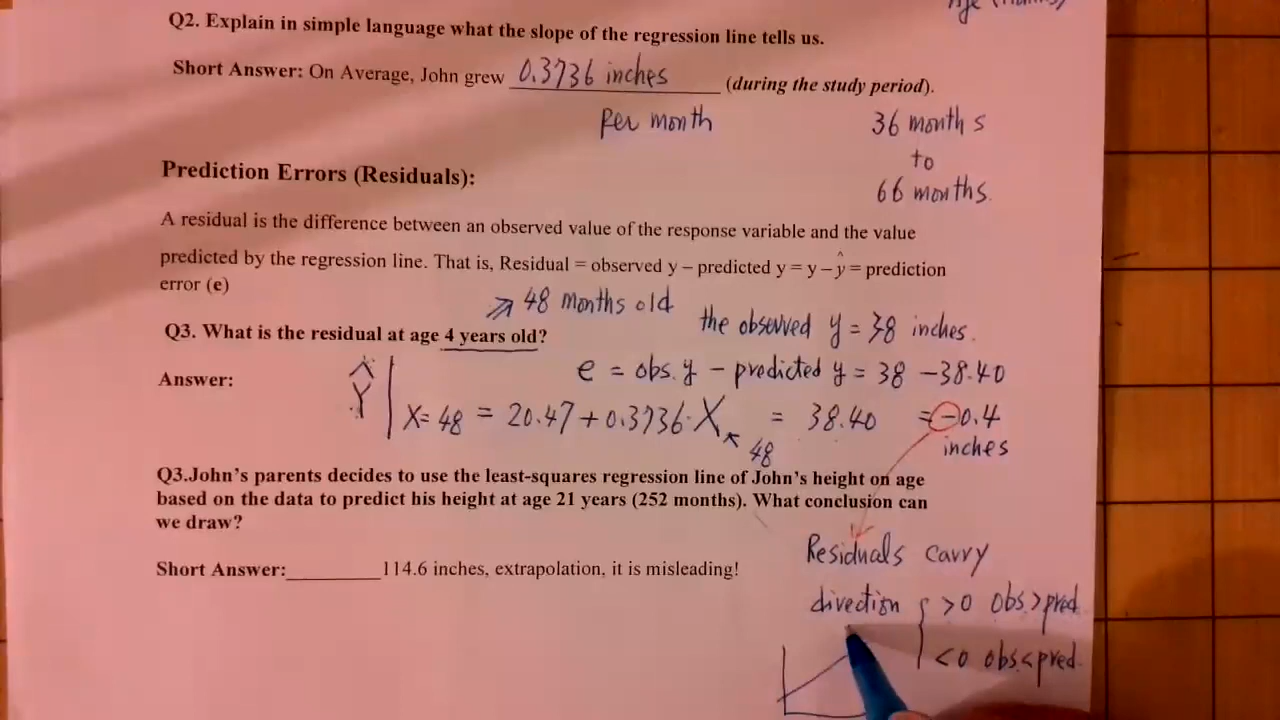 Age (months)
Q2. Explain in simple language what the slope of the regression line tells us.
Short Answer: On Average, John grew 0.3736 inches (during the study period).
per month
36 months
to
66 months.
Prediction Errors (Residuals):
A residual is the difference between an observed value of the response variable and the value
predicted by the regression line. That is, Residual = observed y – predicted y = y – ŷ = prediction
error (e)
↗ 48 months old
the observed y = 38 inches.
Q3. What is the residual at age 4 years old?
e = obs. y - predicted y = 38 - 38.40
Answer:
Ŷ | X=48 = 20.47 + 0.3736·X = 38.40 = -0.4
48
inches
Q3.John's parents decides to use the least-squares regression line of John's height on age
based on the data to predict his height at age 21 years (252 months). What conclusion can
we draw?
Residuals carry
Short Answer:________ 114.6 inches, extrapolation, it is misleading!
direction { >0 obs.>pred.
<0 obs<pred.